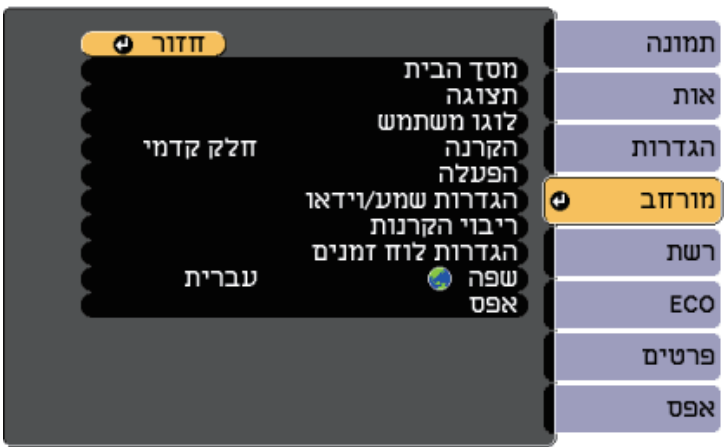 תמונה
אות
הגדרות
מורחב
רשת
ECO
פרטים
אפס
חזור
מסך הבית
תצוגה
לוגו משתמש
הקרנה חלק קדמי
הפעלה
הגדרות שמע/וידאו
ריבוי הקרנות
הגדרות לוח זמנים
שפה עברית
אפס